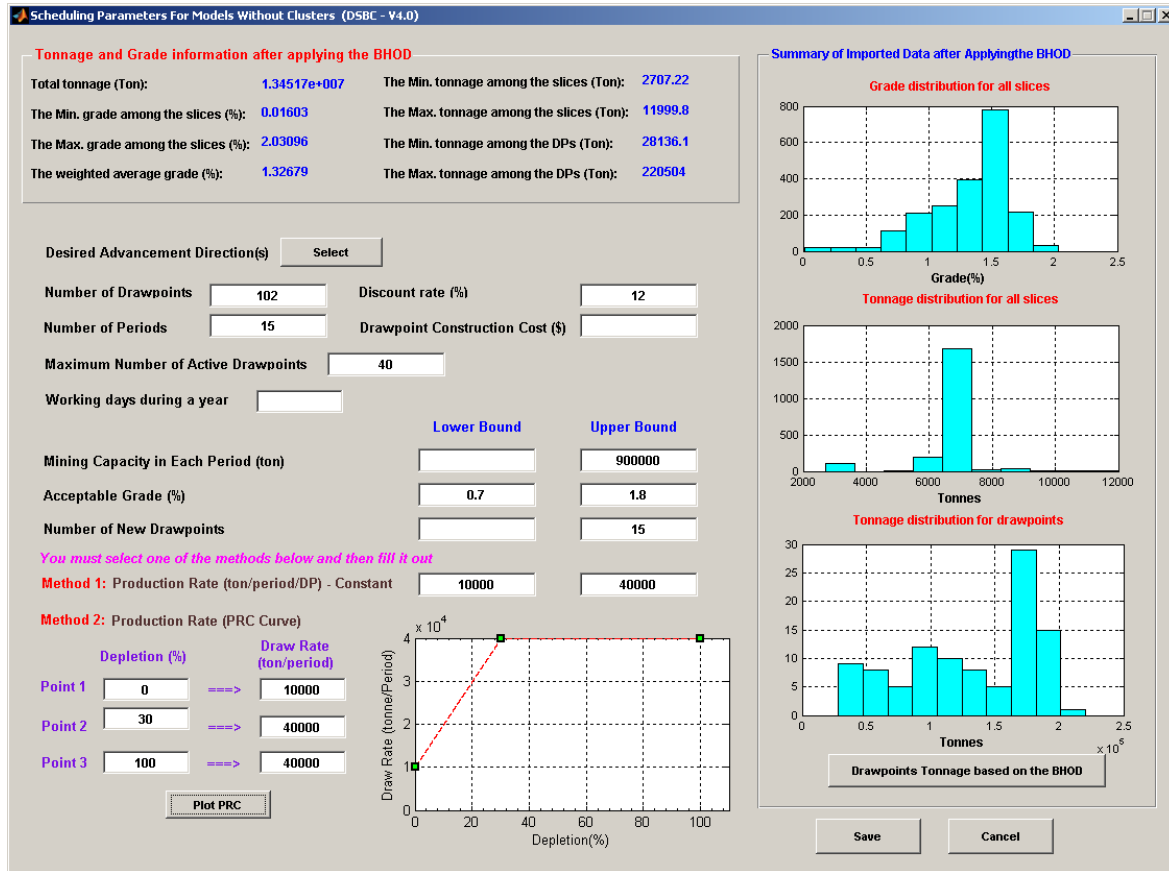 Scheduling Parameters For Models Without Clusters (DSBC - V4.0)
Tonnage and Grade information after applying the BHOD
Total tonnage (Ton): 1.34517e+007 The Min. tonnage among the slices (Ton): 2707.22
The Min. grade among the slices (%): 0.01603 The Max. tonnage among the slices (Ton): 11999.8
The Max. grade among the slices (%): 2.03096 The Min. tonnage among the DPs (Ton): 28136.1
The weighted average grade (%): 1.32679 The Max. tonnage among the DPs (Ton): 220504
Desired Advancement Direction(s) Select
Number of Drawpoints 102 Discount rate (%) 12
Number of Periods 15 Drawpoint Construction Cost ($)
Maximum Number of Active Drawpoints 40
Working days during a year
Lower Bound Upper Bound
Mining Capacity in Each Period (ton) 900000
Acceptable Grade (%) 0.7 1.8
Number of New Drawpoints 15
You must select one of the methods below and then fill it out
Method 1: Production Rate (ton/period/DP) - Constant 10000 40000
Method 2: Production Rate (PRC Curve)
Depletion (%) Draw Rate
(ton/period)
Point 1 0 ===> 10000
Point 2 30 ===> 40000
Point 3 100 ===> 40000
Plot PRC
x 10^4
4
3
2
1
0
Draw Rate (tonne/Period)
0 20 40 60 80 100
Depletion(%)
Summary of Imported Data after Applyingthe BHOD
Grade distribution for all slices
800
600
400
200
0
0 0.5 1 1.5 2 2.5
Grade(%)
Tonnage distribution for all slices
2000
1500
1000
500
0
2000 4000 6000 8000 10000 12000
Tonnes
Tonnage distribution for drawpoints
30
25
20
15
10
5
0
0 0.5 1 1.5 2 2.5
Tonnes x 10^5
Drawpoints Tonnage based on the BHOD
Save Cancel